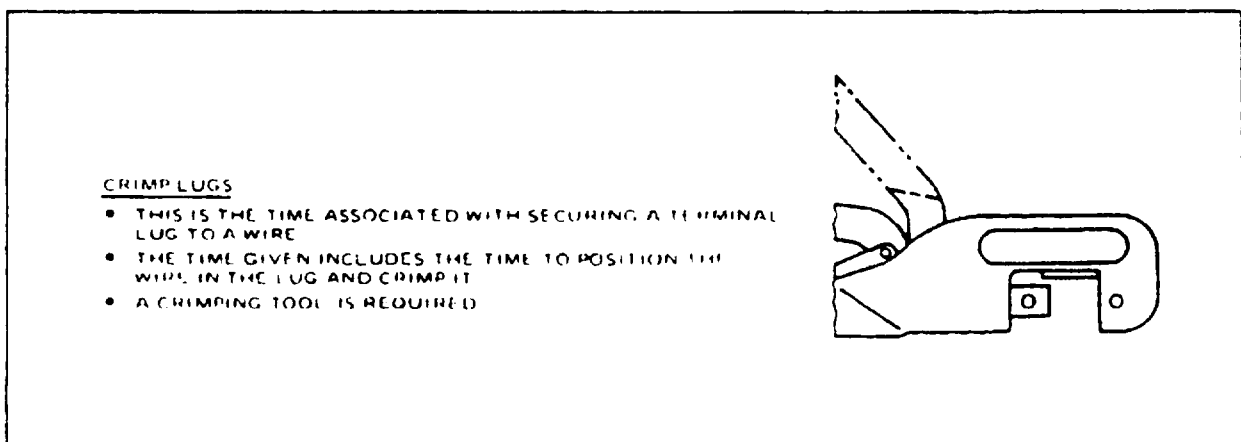 CRIMP LUGS
• THIS IS THE TIME ASSOCIATED WITH SECURING A TERMINAL
LUG TO A WIRE
• THE TIME GIVEN INCLUDES THE TIME TO POSITION THE
WIRE IN THE LUG AND CRIMP IT
• A CRIMPING TOOL IS REQUIRED